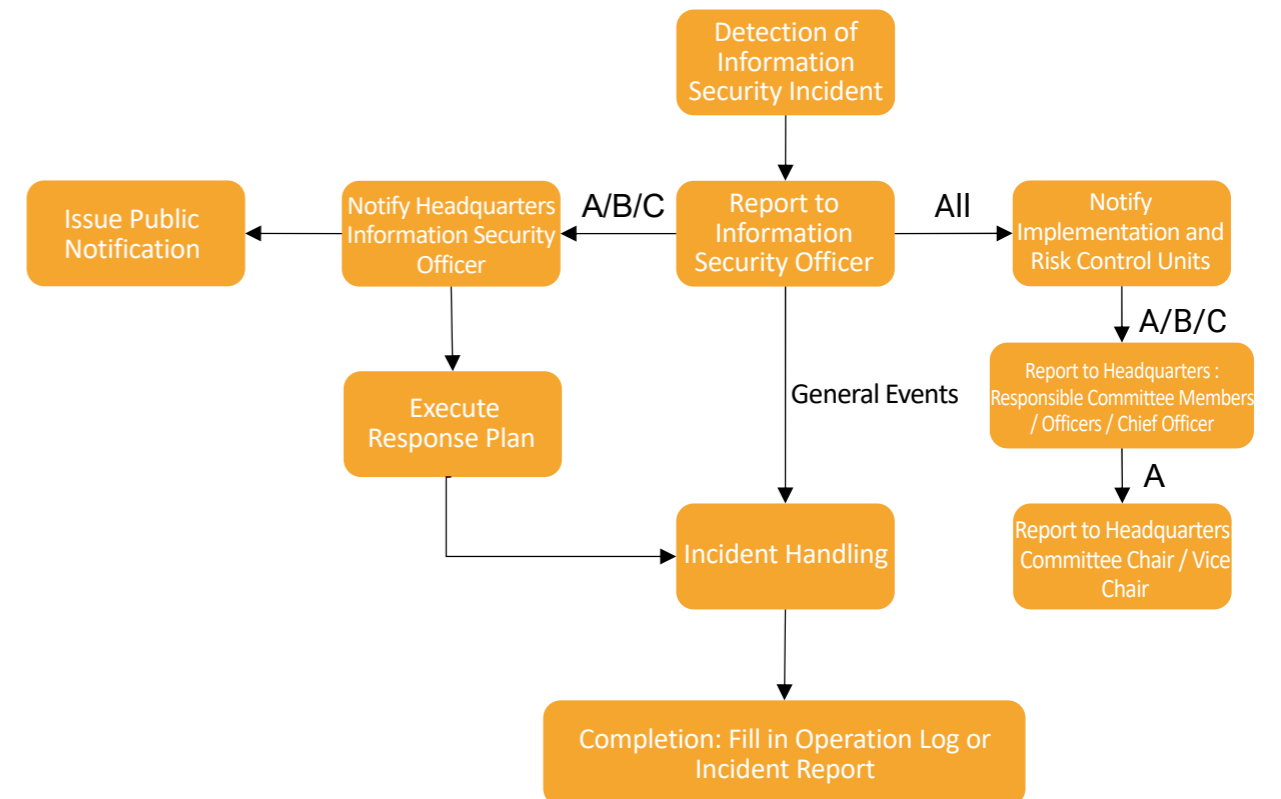 Detection of
Information
Security Incident
Issue Public
Notification
Notify Headquarters
Information Security
Officer
A/B/C
Report to
Information
Security Officer
All
Notify
Implementation and
Risk Control Units
A/B/C
Report to Headquarters :
Responsible Committee Members
/ Officers / Chief Officer
Execute
Response Plan
General Events
A
Incident Handling
Report to Headquarters
Committee Chair / Vice
Chair
Completion: Fill in Operation Log or
Incident Report